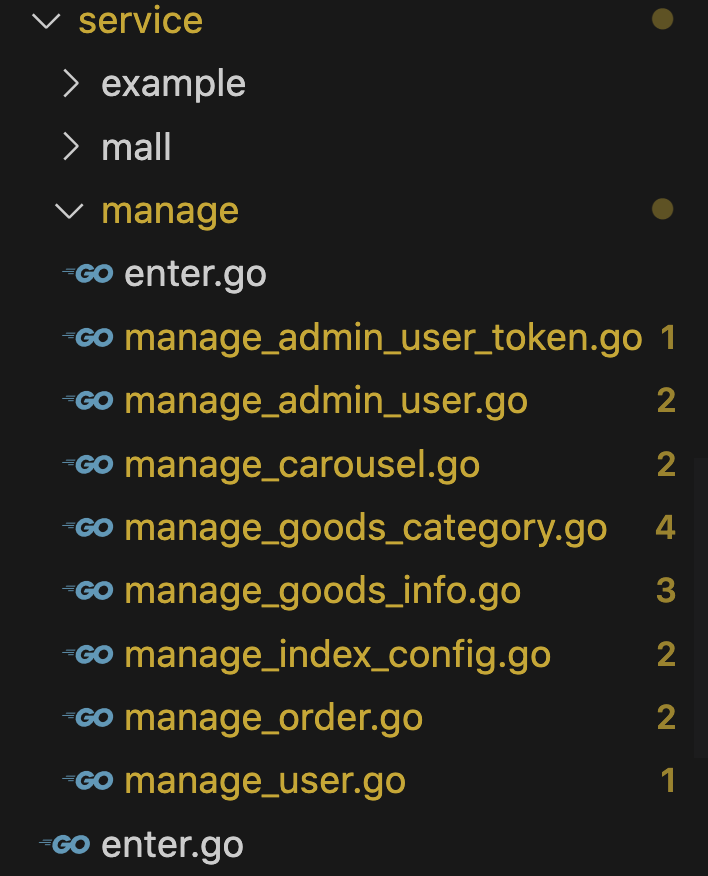 service
example
mall
manage
GO enter.go
GO manage_admin_user_token.go 1
GO manage_admin_user.go 2
GO manage_carousel.go 2
GO manage_goods_category.go 4
GO manage_goods_info.go 3
GO manage_index_config.go 2
GO manage_order.go 2
GO manage_user.go 1
GO enter.go